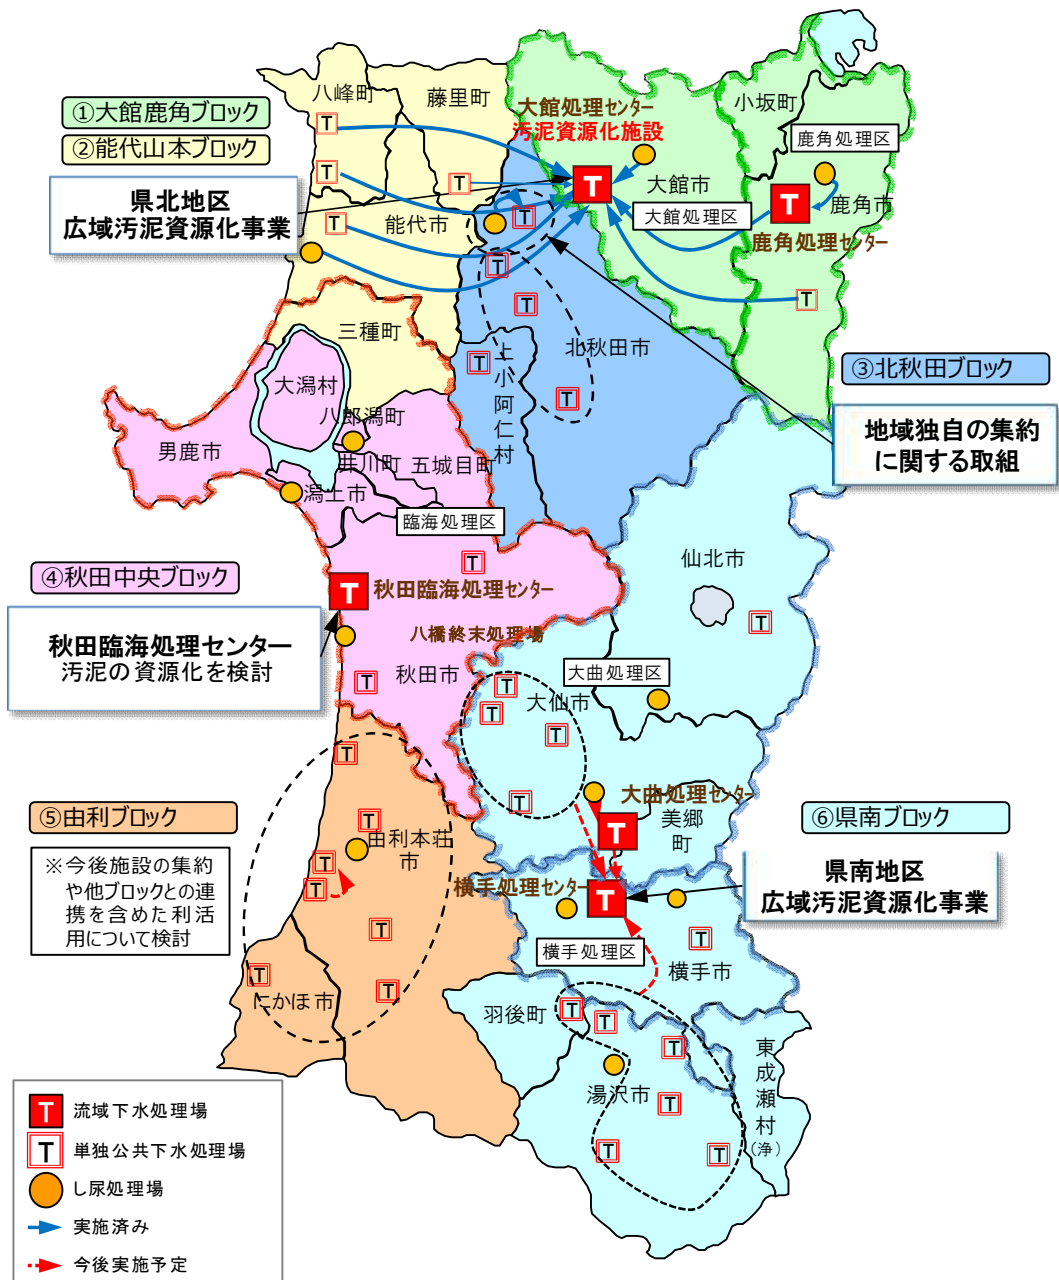 八峰町
藤里町
大館処理センター
汚泥資源化施設
小坂町
①大館鹿角ブロック
②能代山本ブロック
鹿角処理区
T
T
T
T
T
大館市
鹿角市
県北地区
広域汚泥資源化事業
能代市
T
T
大館処理区
鹿角処理センター
T
T
T
三種町
北秋田市
T
上小阿仁村
③北秋田ブロック
大潟村
T
八郎潟町
地域独自の集約
に関する取組
男鹿市
井川町
五城目町
潟上市
臨海処理区
仙北市
T
④秋田中央ブロック
T
秋田臨海処理センター
T
八橋終末処理場
秋田臨海処理センター
汚泥の資源化を検討
秋田市
大曲処理区
T
T
大仙市
T
T
T
大曲処理センター
T
⑤由利ブロック
T
由利本荘
市
T
美郷
町
⑥県南ブロック
※今後施設の集約
や他ブロックとの連
携を含めた利活
用について検討
T
T
横手処理センター
T
県南地区
広域汚泥資源化事業
T
横手処理区
T
横手市
T
にかほ市
T
羽後町
T
T
T
東成瀬村
(浄)
湯沢市
T
T
T
T
流域下水処理場
T
単独公共下水処理場
し尿処理場
実施済み
今後実施予定